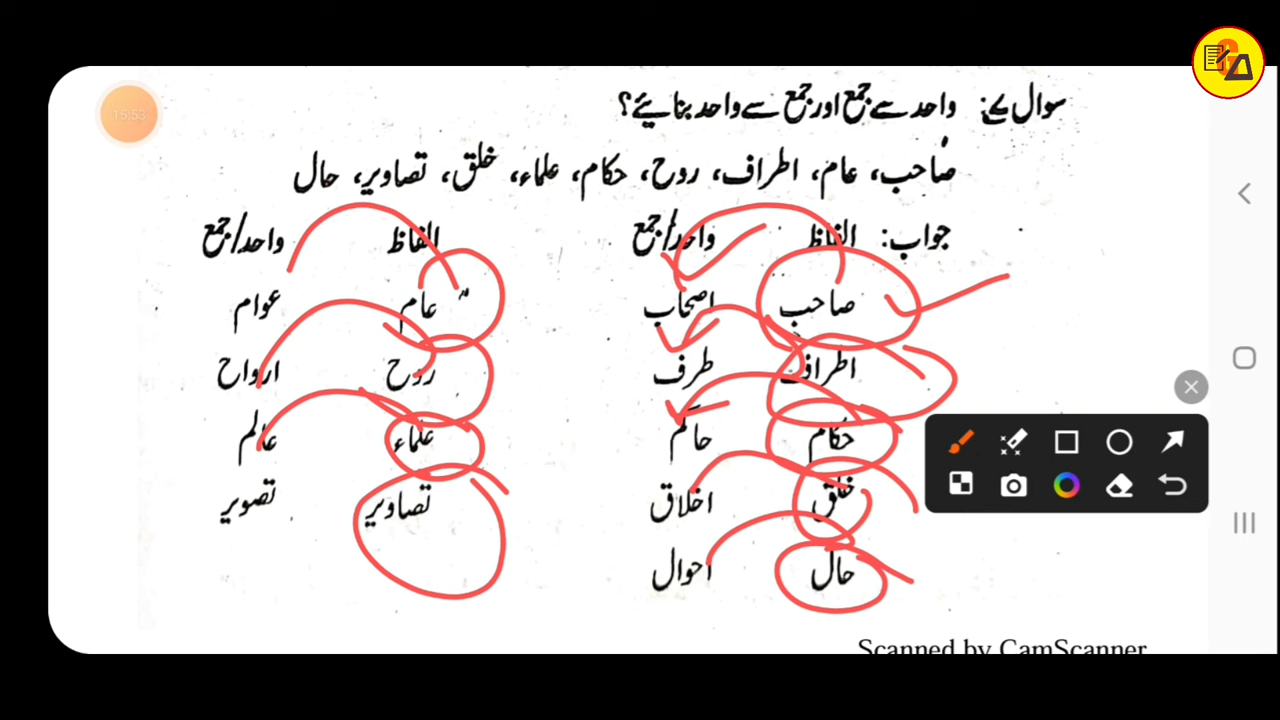 15:53
سوال ۷: واحد سے جمع اور جمع سے واحد بنائیے؟
صاحب، عام، اطراف، روح، حکام، علماء، خلق، تصاویر، حال
جواب: الفاظ واحد/جمع الفاظ واحد/جمع
صاحب اصحاب عام عوام
اطراف طرف روح ارواح
حکام حاکم علماء عالم
خلق اخلاق تصاویر تصویر
حال احوال
Scanned by CamScanner